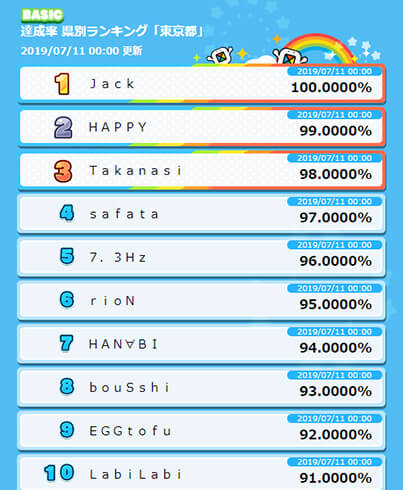 BASIC
達成率 県別ランキング「東京都」
2019/07/11 00:00 更新
2019/07/11 00:00
1 Ｊａｃｋ 100.0000%
2019/07/11 00:00
2 ＨＡＰＰＹ 99.0000%
2019/07/11 00:00
3 Ｔａｋａｎａｓｉ 98.0000%
2019/07/11 00:00
4 ｓａｆａｔａ 97.0000%
2019/07/11 00:00
5 ７．３Ｈｚ 96.0000%
2019/07/11 00:00
6 ｒｉｏＮ 95.0000%
2019/07/11 00:00
7 ＨＡＮ∀ＢＩ 94.0000%
2019/07/11 00:00
8 ｂｏｕＳｓｈｉ 93.0000%
2019/07/11 00:00
9 ＥＧＧｔｏｆｕ 92.0000%
2019/07/11 00:00
10 ＬａｂｉＬａｂｉ 91.0000%